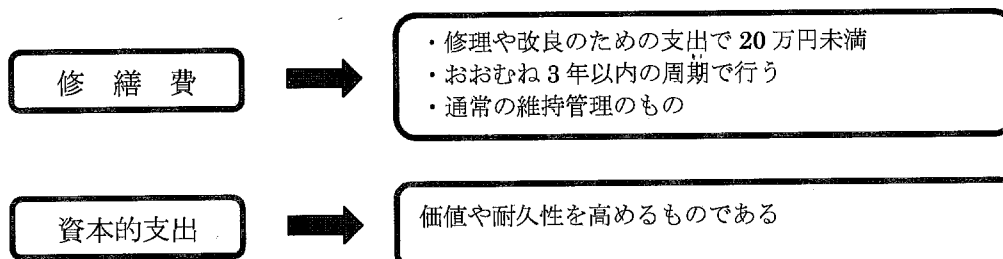 修繕費
・修理や改良のための支出で20万円未満
・おおむね3年以内の周期で行う
・通常の維持管理のもの
資本的支出
価値や耐久性を高めるものである